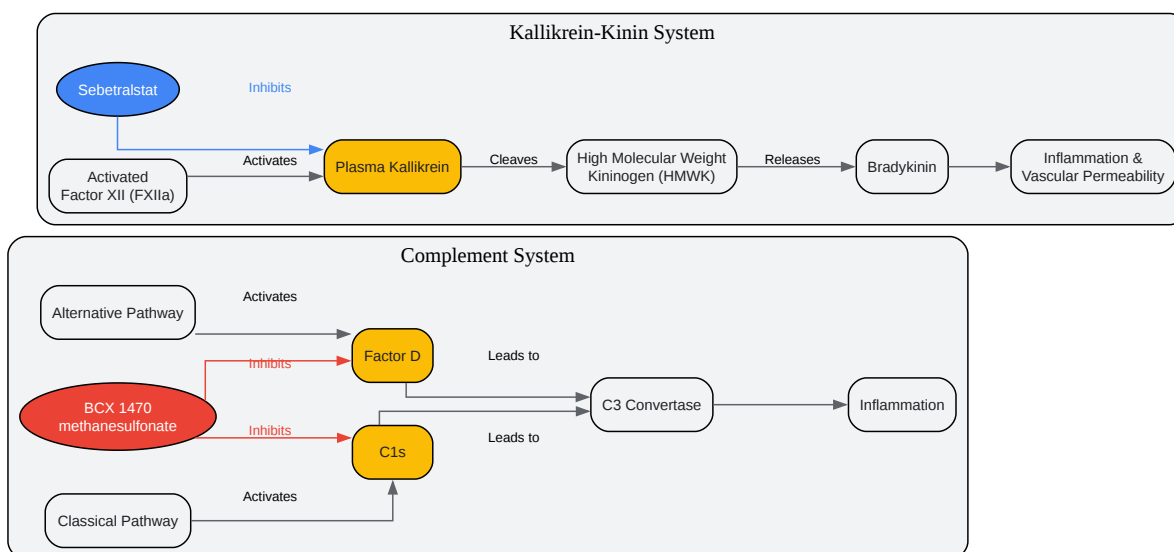 Kallikrein-Kinin System
Sebetralstat
Inhibits
Activates
Activated
Factor XII (FXIIa)
Plasma Kallikrein
Cleaves
High Molecular Weight
Kininogen (HMWK)
Releases
Bradykinin
Inflammation &
Vascular Permeability
Complement System
Alternative Pathway
Activates
Factor D
Inhibits
Leads to
BCX 1470
methanesulfonate
Inhibits
C1s
Leads to
C3 Convertase
Inflammation
Activates
Classical Pathway